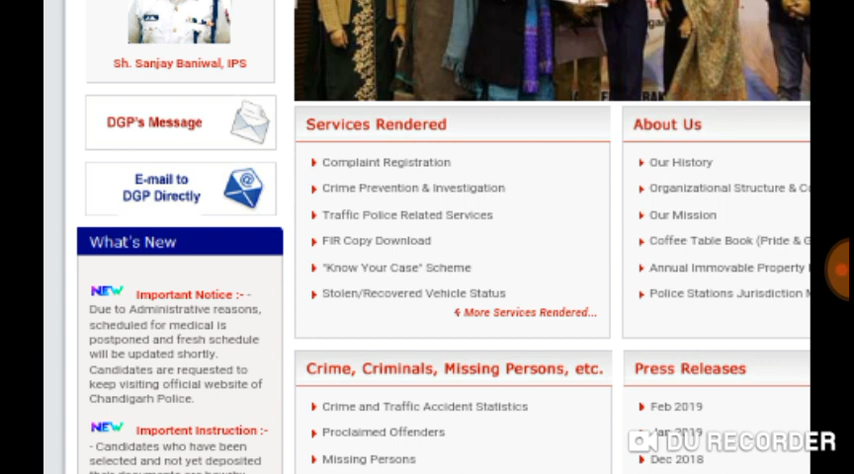 Sh. Sanjay Baniwal, IPS
DGP's Message
E-mail to
DGP Directly
What's New
NEW Important Notice :- -
Due to Administrative reasons,
scheduled for medical is
postponed and fresh schedule
will be updated shortly.
Candidates are requested to
keep visiting official website of
Chandigarh Police.
NEW Importent Instruction :-
- Candidates who have been
selected and not yet deposited
Services Rendered
Complaint Registration
Crime Prevention & Investigation
Traffic Police Related Services
FIR Copy Download
"Know Your Case" Scheme
Stolen/Recovered Vehicle Status
More Services Rendered...
About Us
Our History
Organizational Structure &
Our Mission
Coffee Table Book (Pride &
Annual Immovable Property
Police Stations Jurisdiction
Crime, Criminals, Missing Persons, etc.
Crime and Traffic Accident Statistics
Proclaimed Offenders
Missing Persons
Press Releases
Feb 2019
Dec 2018
DU RECORDER